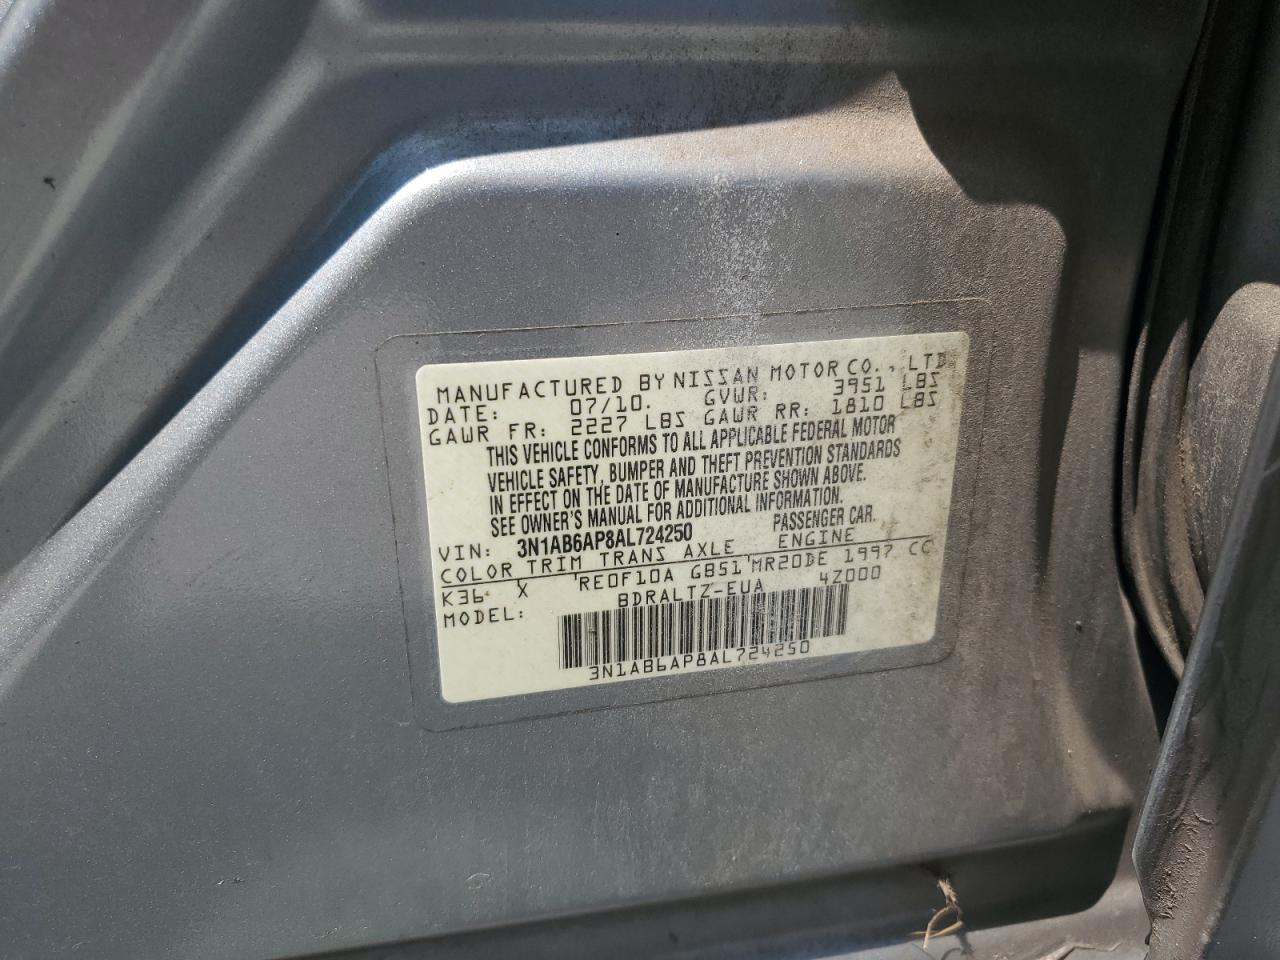 MANUFACTURED BY NISSAN MOTOR CO., LTD
DATE: 07/10. GVWR: 3951 LBS
GAWR FR: 2227 LBS GAWR RR: 1810 LBS
THIS VEHICLE CONFORMS TO ALL APPLICABLE FEDERAL MOTOR
VEHICLE SAFETY, BUMPER AND THEFT PREVENTION STANDARDS
IN EFFECT ON THE DATE OF MANUFACTURE SHOWN ABOVE.
SEE OWNER'S MANUAL FOR ADDITIONAL INFORMATION.
VIN: 3N1AB6AP8AL724250 PASSENGER CAR.
COLOR TRIM TRANS AXLE ENGINE
K36 X RE0F10A GB51 MR20DE 1997 CC
MODEL: BDRALTZ-EUA 4Z000
3N1AB6AP8AL724250